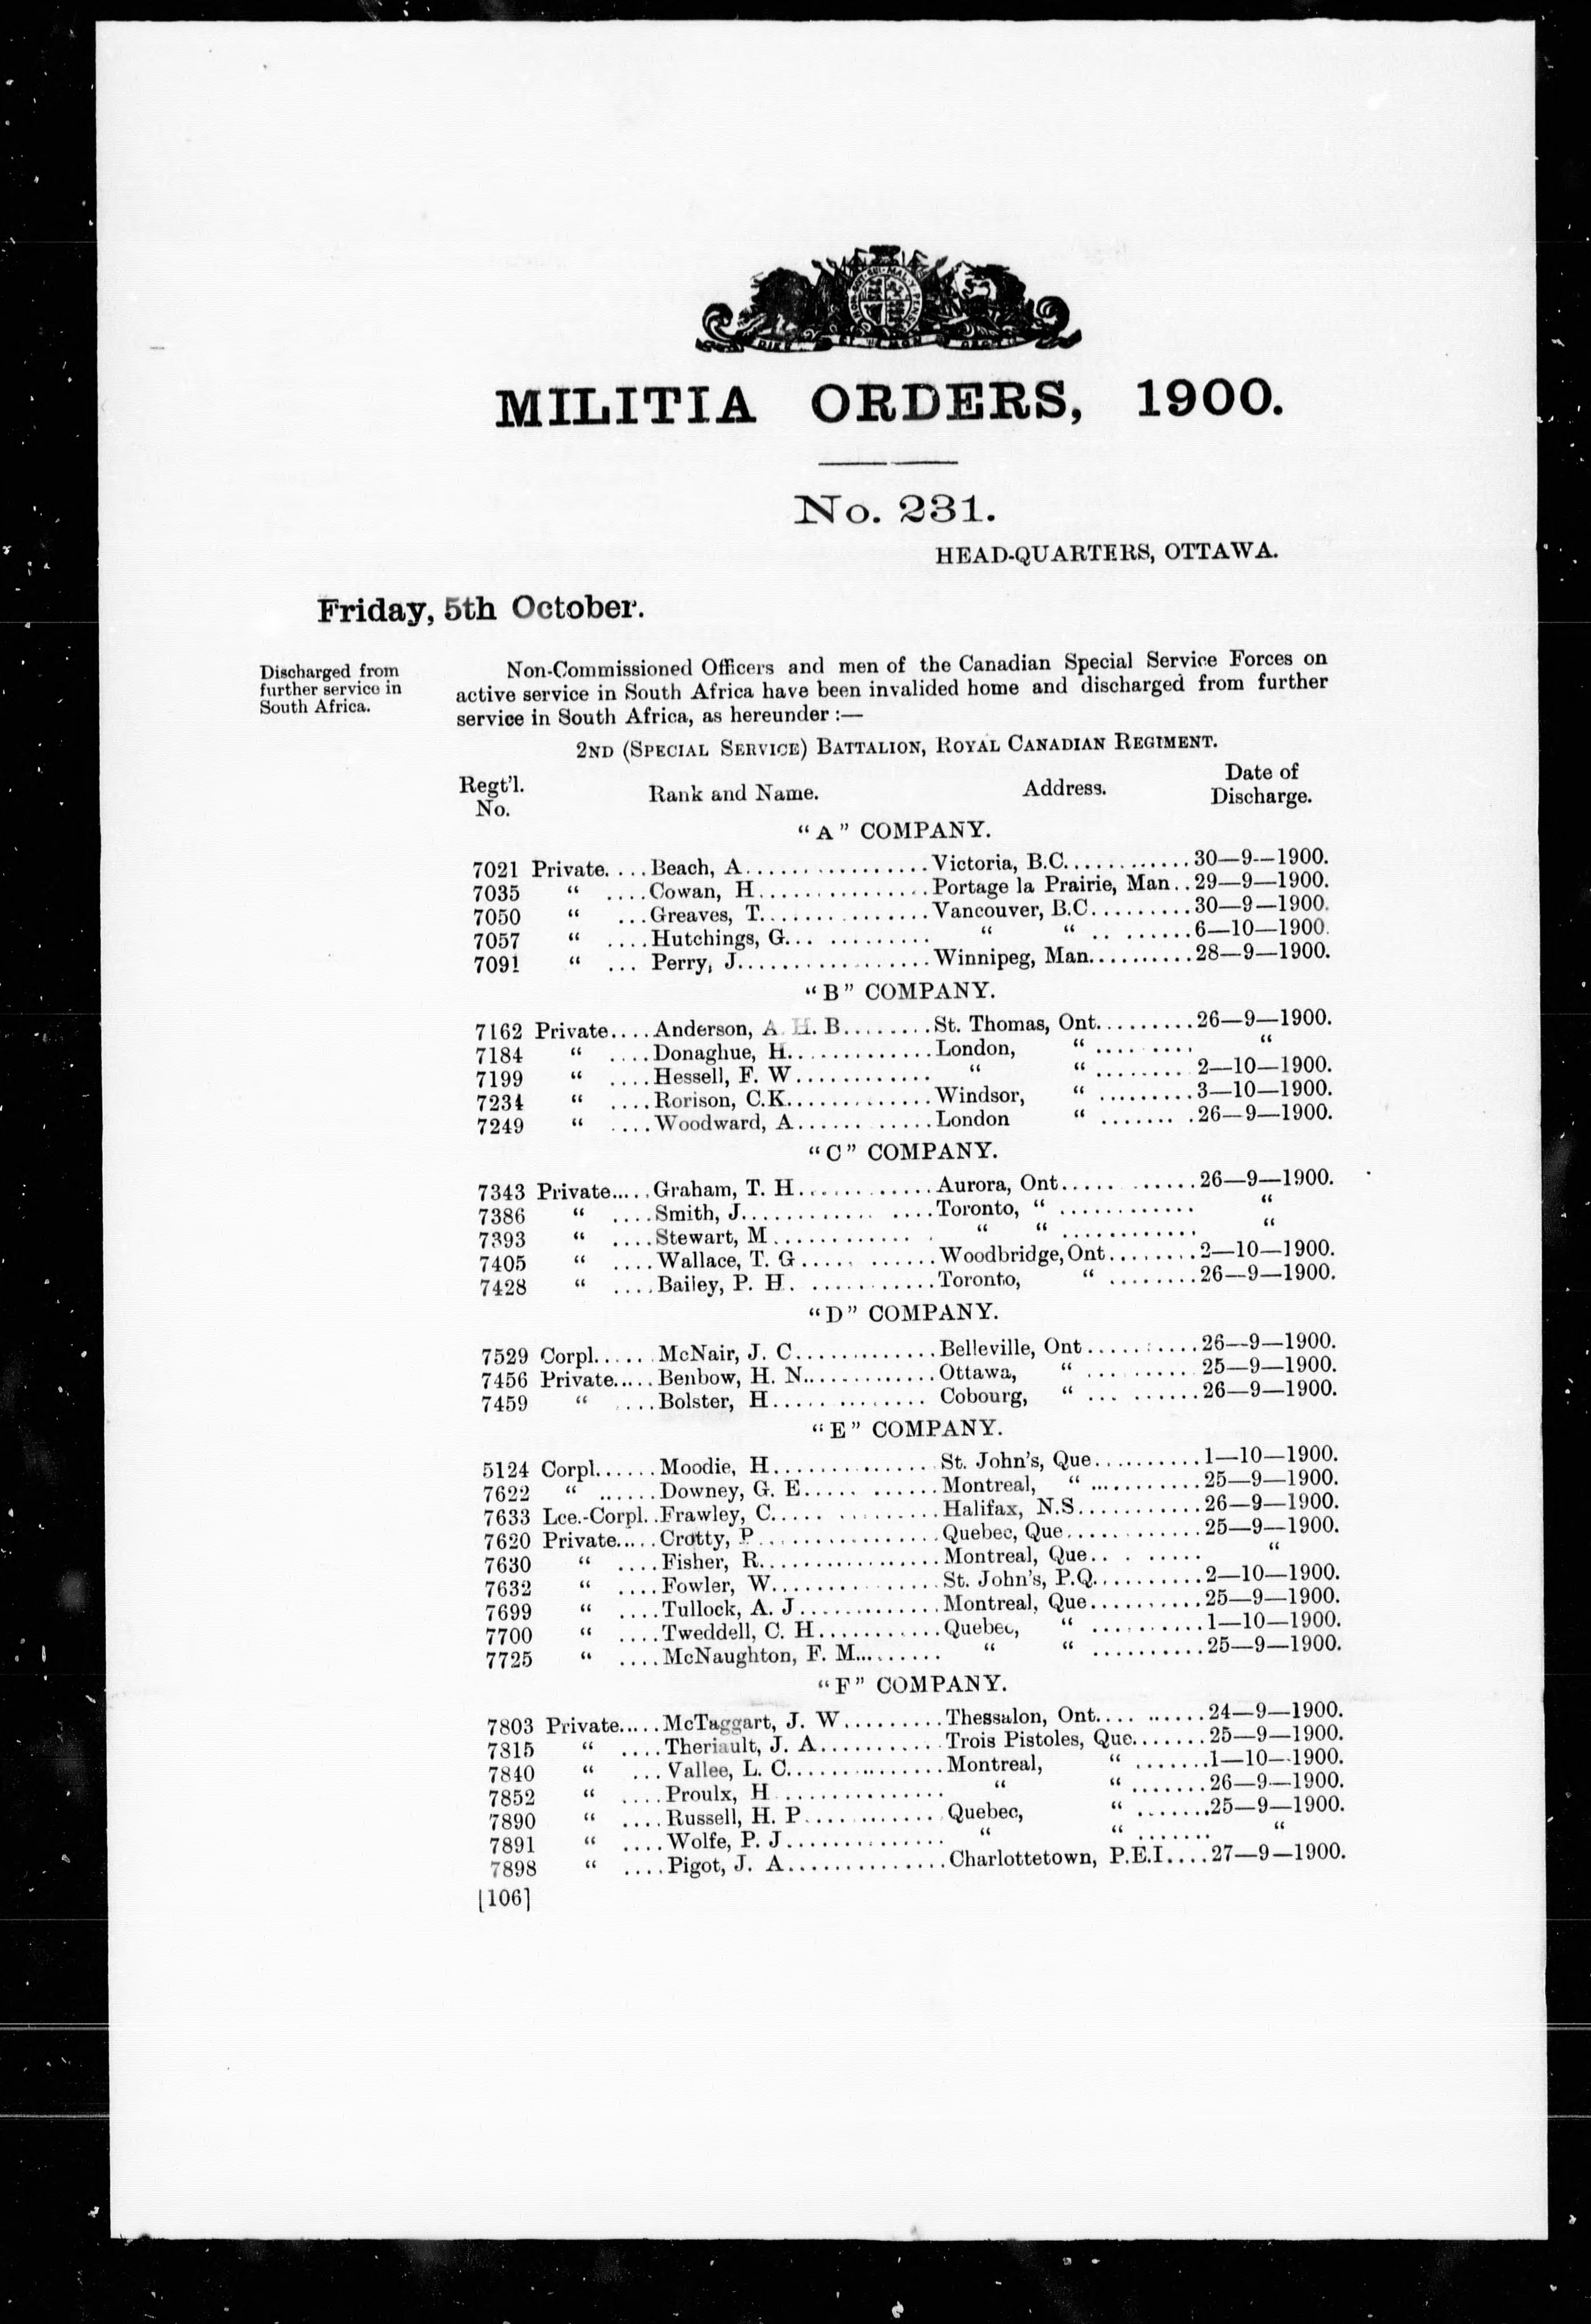 MILITIA ORDERS, 1900.
No. 231.
HEAD-QUARTERS, OTTAWA.
Friday, 5th October.
Discharged from
further service in
South Africa.
Non-Commissioned Officers and men of the Canadian Special Service Forces on
active service in South Africa have been invalided home and discharged from further
service in South Africa, as hereunder :—
2ND (SPECIAL SERVICE) BATTALION, ROYAL CANADIAN REGIMENT.
Regt'l. No. Rank and Name. Address. Date of Discharge.
"A" COMPANY.
7021 Private....Beach, A..................Victoria, B.C............30—9—1900.
7035 " ....Cowan, H................Portage la Prairie, Man..29—9—1900.
7050 " ...Greaves, T................Vancouver, B.C.........30—9—1900.
7057 " ....Hutchings, G............. " " .........6—10—1900.
7091 " ... Perry, J..................Winnipeg, Man..........28—9—1900.
"B" COMPANY.
7162 Private....Anderson, A. H. B........St. Thomas, Ont.........26—9—1900.
7184 " ....Donaghue, H.............London, " ......... "
7199 " ....Hessell, F. W............ " " .........2—10—1900.
7234 " ....Rorison, C.K.............Windsor, " .........3—10—1900.
7249 " ....Woodward, A............London " .........26—9—1900.
"C" COMPANY.
7343 Private.....Graham, T. H............Aurora, Ont............26—9—1900.
7386 " ....Smith, J..................Toronto, " ............ "
7393 " ....Stewart, M.............. " " ............ "
7405 " ....Wallace, T. G............Woodbridge, Ont........2—10—1900.
7428 " ....Bailey, P. H.............Toronto, " ........26—9—1900.
"D" COMPANY.
7529 Corpl......McNair, J. C.............Belleville, Ont..........26—9—1900.
7456 Private.....Benbow, H. N.............Ottawa, " ..........25—9—1900.
7459 " ....Bolster, H............... Cobourg, " ..........26—9—1900.
"E" COMPANY.
5124 Corpl......Moodie, H...............St. John's, Que..........1—10—1900.
7622 " ......Downey, G. E............Montreal, " ...........25—9—1900.
7633 Lce.-Corpl..Frawley, C...............Halifax, N.S...........26—9—1900.
7620 Private.....Crotty, P.................Quebec, Que............25—9—1900.
7630 " ....Fisher, R.................Montreal, Que.......... "
7632 " ....Fowler, W................St. John's, P.Q..........2—10—1900.
7699 " ....Tullock, A. J.............Montreal, Que..........25—9—1900.
7700 " ....Tweddell, C. H...........Quebec, " ..........1—10—1900.
7725 " ....McNaughton, F. M........ " " ..........25—9—1900.
"F" COMPANY.
7803 Private.....McTaggart, J. W.........Thessalon, Ont..........24—9—1900.
7815 " ....Theriault, J. A...........Trois Pistoles, Que.......25—9—1900.
7840 " ...Vallee, L. C..............Montreal, " .......1—10—1900.
7852 " ....Proulx, H................ " " .......26—9—1900.
7890 " ....Russell, H. P.............Quebec, " .......25—9—1900.
7891 " ....Wolfe, P. J............... " " ....... "
7898 " ....Pigot, J. A...............Charlottetown, P.E.I....27—9—1900.
[106]